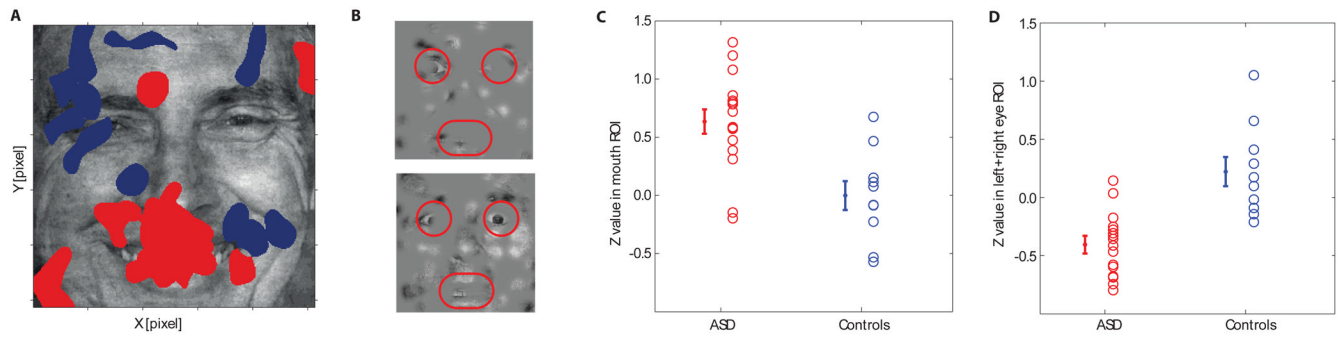 A
Y [pixel]
X [pixel]
B
C
Z value in mouth ROI
1.5
1.0
0.5
0.0
-0.5
ASD
Controls
D
Z value in left+right eye ROI
1.5
1.0
0.5
0.0
-0.5
ASD
Controls